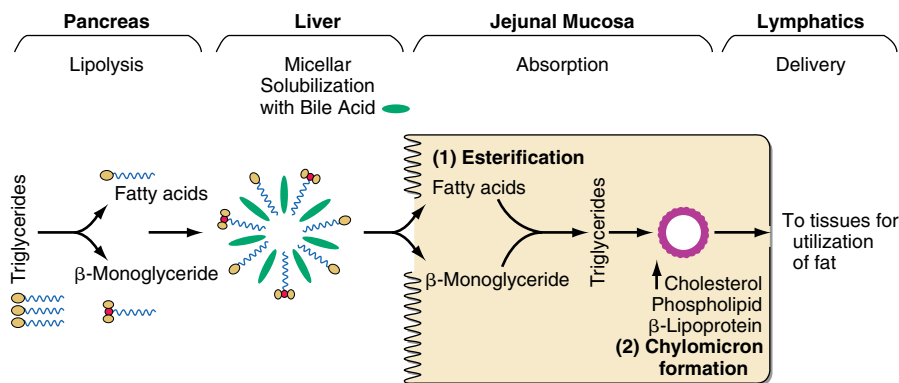 Pancreas
Liver
Jejunal Mucosa
Lymphatics
Lipolysis
Micellar
Solubilization
with Bile Acid
Absorption
Delivery
Triglycerides
Fatty acids
β-Monoglyceride
(1) Esterification
Fatty acids
β-Monoglyceride
Triglycerides
Cholesterol
Phospholipid
β-Lipoprotein
(2) Chylomicron
formation
To tissues for
utilization
of fat